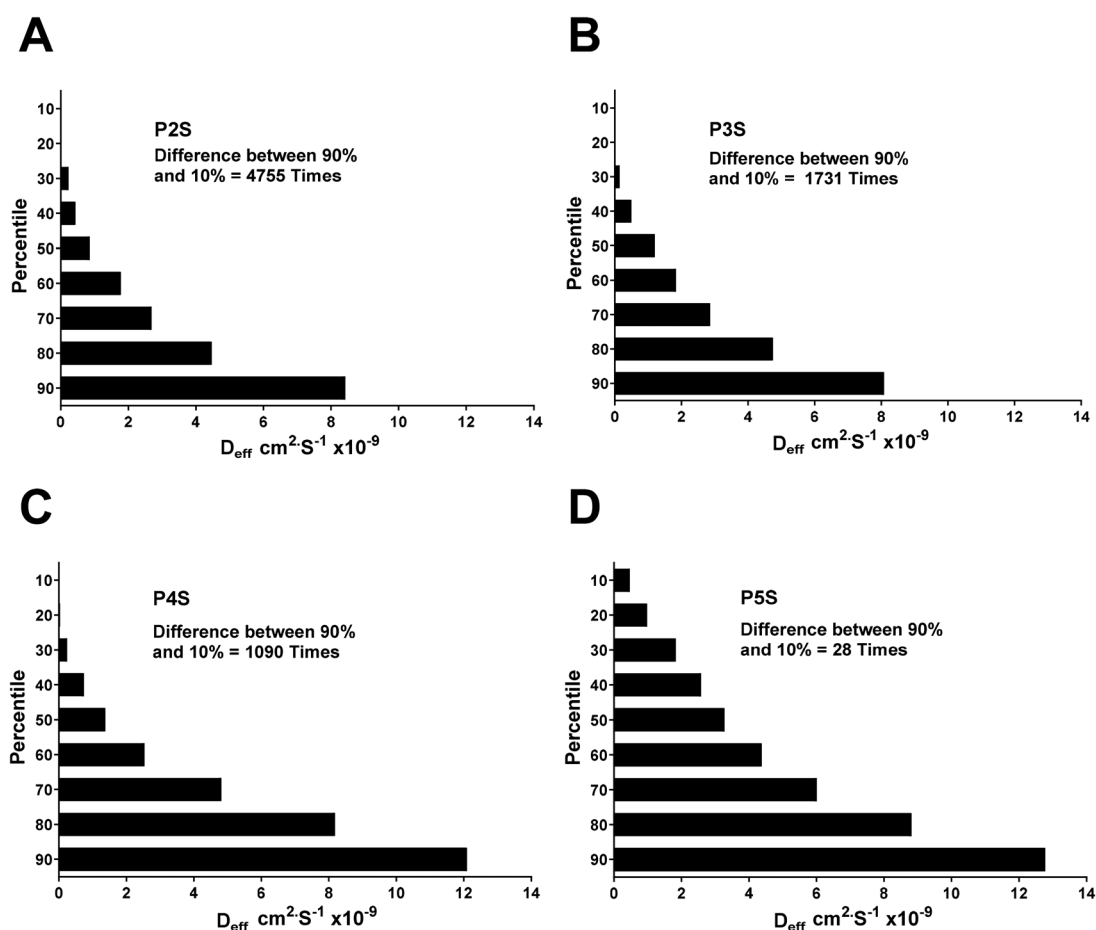 A
P2S
Difference between 90%
and 10% = 4755 Times
Percentile
10
20
30
40
50
60
70
80
90
0 2 4 6 8 10 12 14
Deff cm²·S⁻¹ x10⁻⁹
B
P3S
Difference between 90%
and 10% = 1731 Times
Percentile
10
20
30
40
50
60
70
80
90
0 2 4 6 8 10 12 14
Deff cm²·S⁻¹ x10⁻⁹
C
P4S
Difference between 90%
and 10% = 1090 Times
Percentile
10
20
30
40
50
60
70
80
90
0 2 4 6 8 10 12 14
Deff cm²·S⁻¹ x10⁻⁹
D
P5S
Difference between 90%
and 10% = 28 Times
Percentile
10
20
30
40
50
60
70
80
90
0 2 4 6 8 10 12 14
Deff cm²·S⁻¹ x10⁻⁹